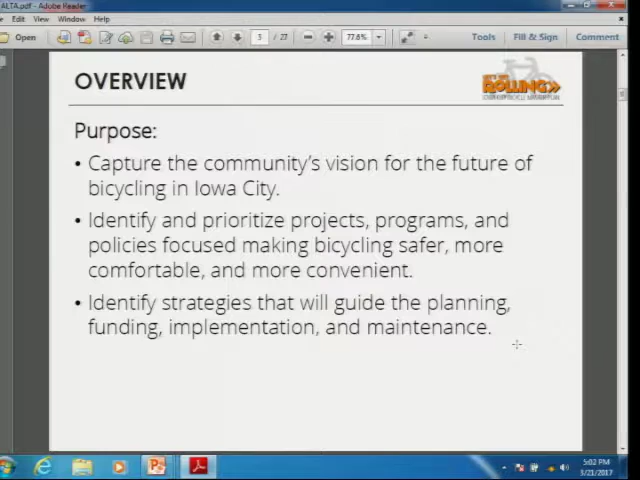 ALTA.pdf - Adobe Reader
Edit View Window Help
Open 5 / 27 77.6% Tools Fill & Sign Comment
OVERVIEW
ROLLING
Purpose:
• Capture the community's vision for the future of
bicycling in Iowa City.
• Identify and prioritize projects, programs, and
policies focused making bicycling safer, more
comfortable, and more convenient.
• Identify strategies that will guide the planning,
funding, implementation, and maintenance.
5:02 PM
3/21/2017